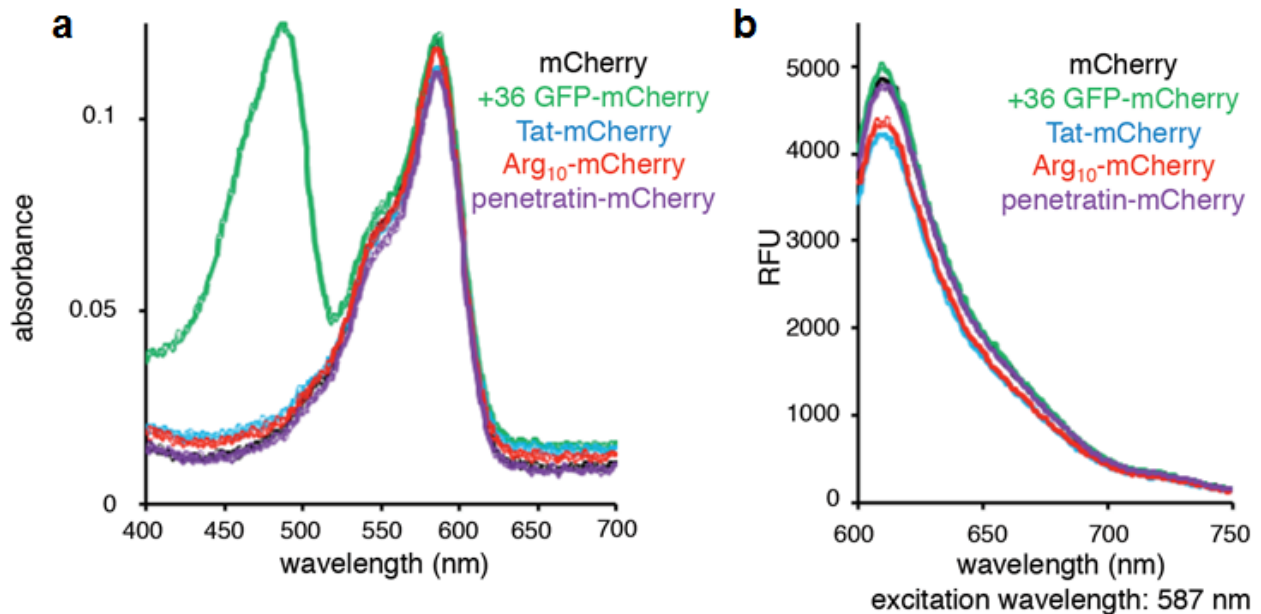 a
mCherry
+36 GFP-mCherry
Tat-mCherry
Arg₁₀-mCherry
penetratin-mCherry
absorbance
0.1
0.05
0
400 450 500 550 600 650 700
wavelength (nm)
b
mCherry
+36 GFP-mCherry
Tat-mCherry
Arg₁₀-mCherry
penetratin-mCherry
RFU
5000
4000
3000
2000
1000
0
600 650 700 750
wavelength (nm)
excitation wavelength: 587 nm